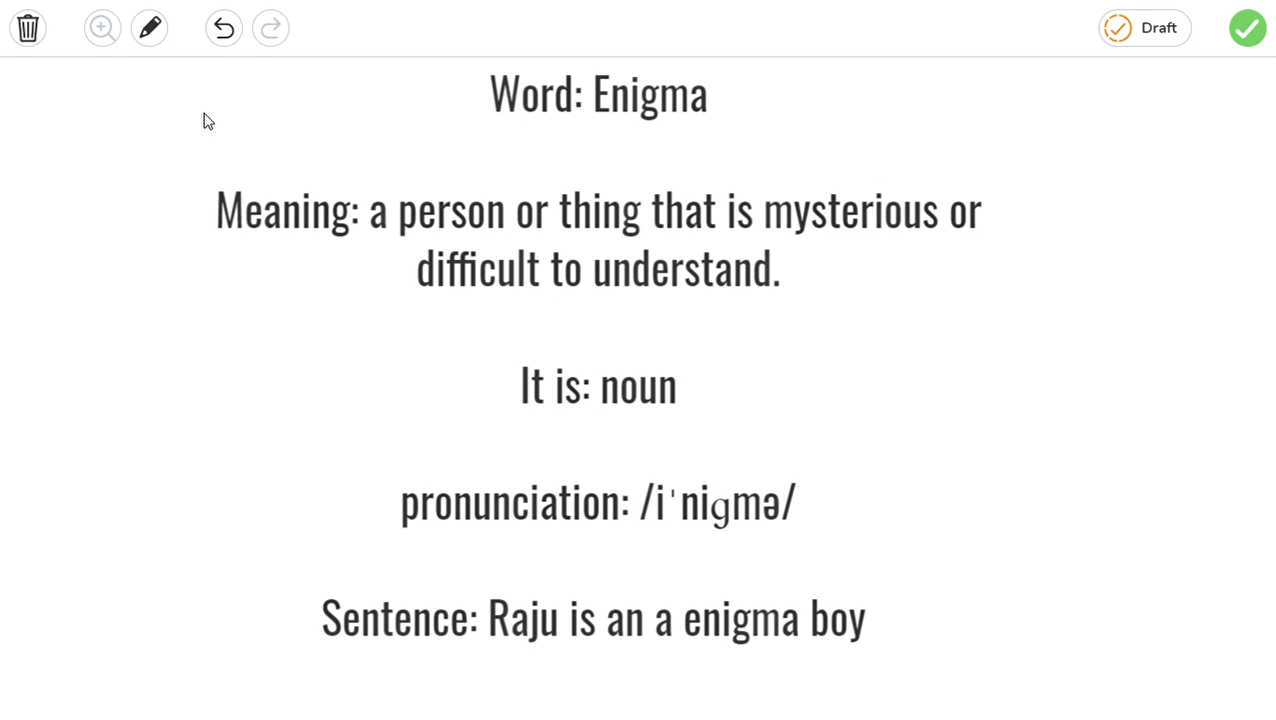 Draft
Word: Enigma
Meaning: a person or thing that is mysterious or
difficult to understand.
It is: noun
pronunciation: /iˈniɡmə/
Sentence: Raju is an a enigma boy